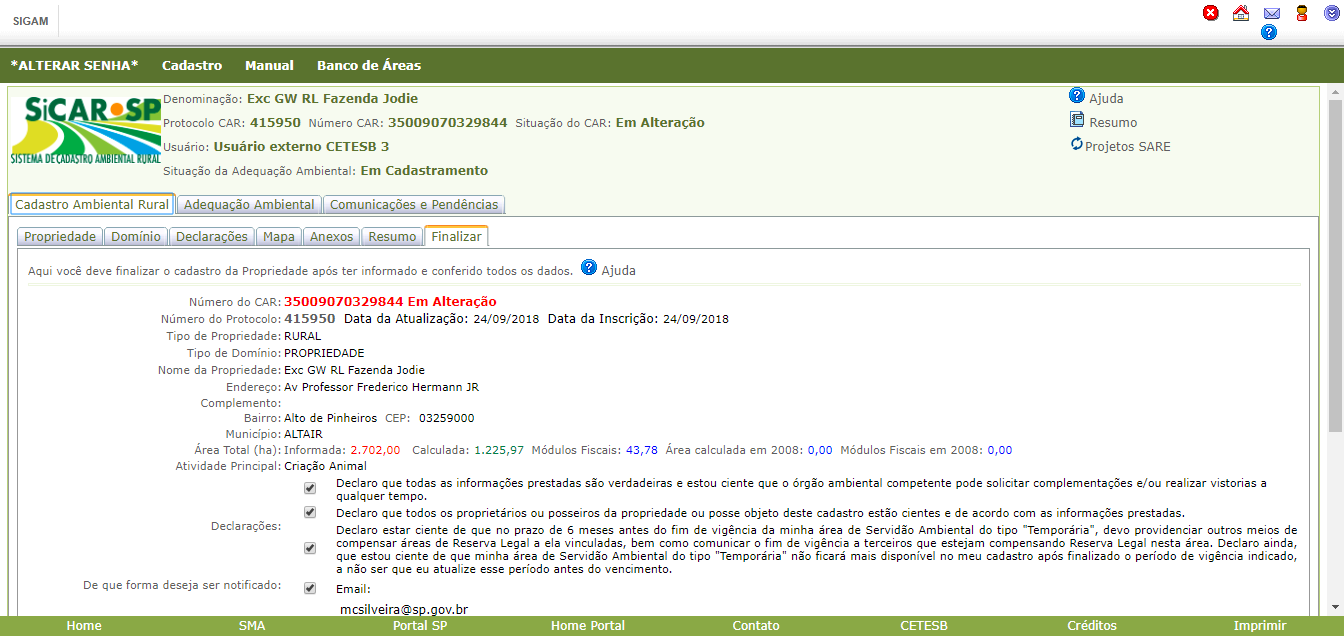 SIGAM
*ALTERAR SENHA* Cadastro Manual Banco de Áreas
SiCAR SP
SISTEMA DE CADASTRO AMBIENTAL RURAL
Denominação: Exc GW RL Fazenda Jodie
Protocolo CAR: 415950 Número CAR: 35009070329844 Situação do CAR: Em Alteração
Usuário: Usuário externo CETESB 3
Situação da Adequação Ambiental: Em Cadastramento
Ajuda
Resumo
Projetos SARE
Cadastro Ambiental Rural Adequação Ambiental Comunicações e Pendências
Propriedade Domínio Declarações Mapa Anexos Resumo Finalizar
Aqui você deve finalizar o cadastro da Propriedade após ter informado e conferido todos os dados. Ajuda
Número do CAR: 35009070329844 Em Alteração
Número do Protocolo: 415950 Data da Atualização: 24/09/2018 Data da Inscrição: 24/09/2018
Tipo de Propriedade: RURAL
Tipo de Domínio: PROPRIEDADE
Nome da Propriedade: Exc GW RL Fazenda Jodie
Endereço: Av Professor Frederico Hermann JR
Complemento:
Bairro: Alto de Pinheiros CEP: 03259000
Município: ALTAIR
Área Total (ha): Informada: 2.702,00 Calculada: 1.225,97 Módulos Fiscais: 43,78 Área calculada em 2008: 0,00 Módulos Fiscais em 2008: 0,00
Atividade Principal: Criação Animal
Declarações:
Declaro que todas as informações prestadas são verdadeiras e estou ciente que o órgão ambiental competente pode solicitar complementações e/ou realizar vistorias a
qualquer tempo.
Declaro que todos os proprietários ou posseiros da propriedade ou posse objeto deste cadastro estão cientes e de acordo com as informações prestadas.
Declaro estar ciente de que no prazo de 6 meses antes do fim de vigência da minha área de Servidão Ambiental do tipo "Temporária", devo providenciar outros meios de
compensar áreas de Reserva Legal a ela vinculadas, bem como comunicar o fim de vigência a terceiros que estejam compensando Reserva Legal nesta área. Declaro ainda,
que estou ciente de que minha área de Servidão Ambiental do tipo "Temporária" não ficará mais disponível no meu cadastro após finalizado o período de vigência indicado,
a não ser que eu atualize esse período antes do vencimento.
De que forma deseja ser notificado: Email:
mcsilveira@sp.gov.br
Home SMA Portal SP Home Portal Contato CETESB Créditos Imprimir